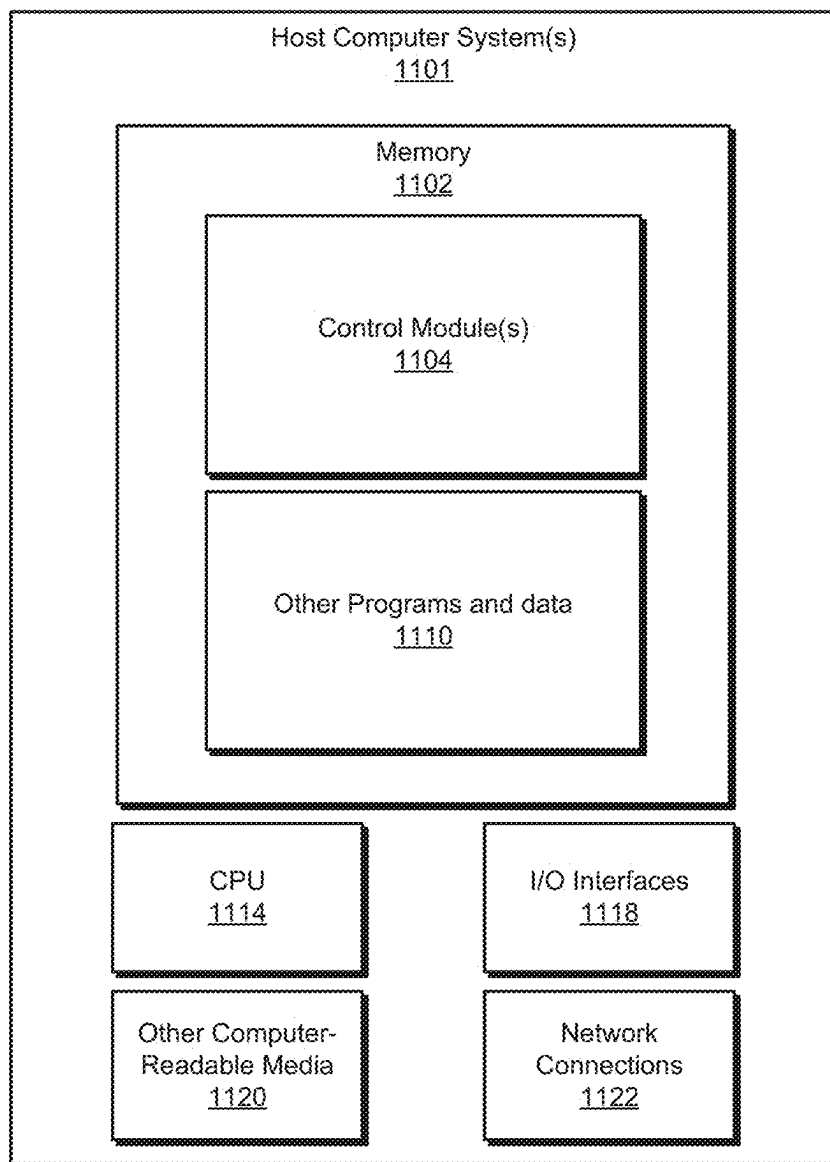 Host Computer System(s)
1101
Memory
1102
Control Module(s)
1104
Other Programs and data
1110
CPU
1114
I/O Interfaces
1118
Other Computer-
Readable Media
1120
Network
Connections
1122